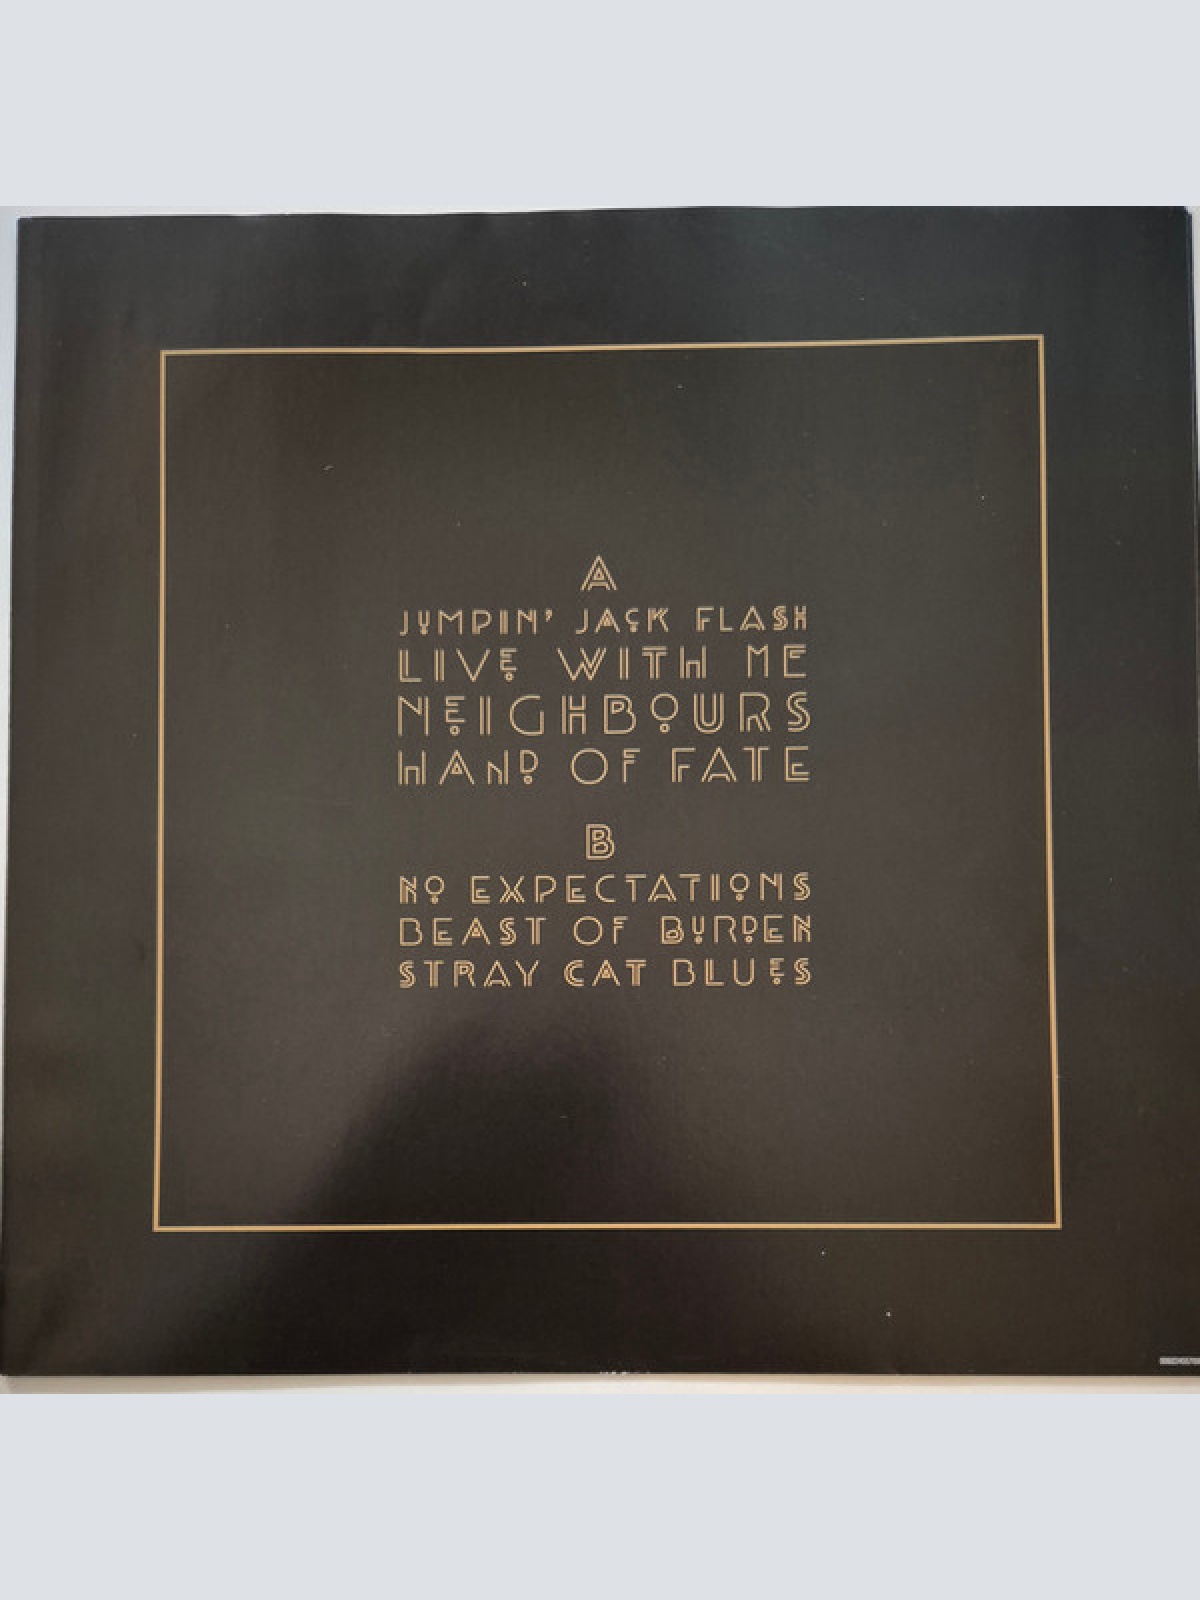 A
JUMPIN' JACK FLASH
LIVE WITH ME
NEIGHBOURS
HAND OF FATE
B
NO EXPECTATIONS
BEAST OF BURDEN
STRAY CAT BLUES